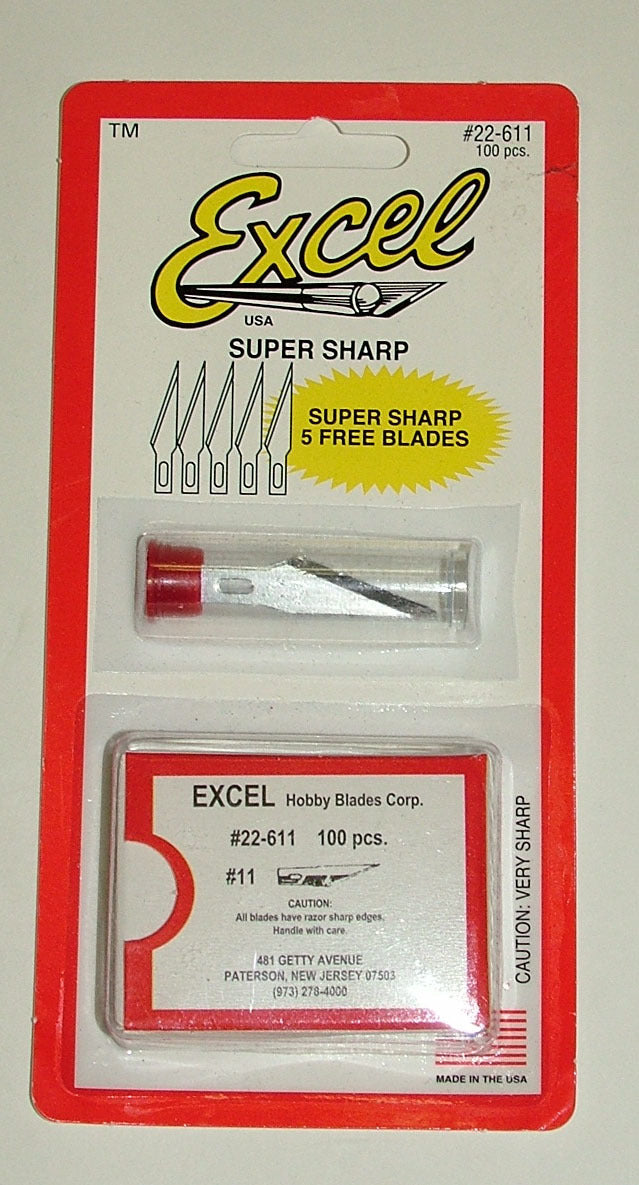 TM
#22-611
100 pcs.
Excel
USA
SUPER SHARP
SUPER SHARP
5 FREE BLADES
EXCEL Hobby Blades Corp.
#22-611 100 pcs.
#11
CAUTION:
All blades have razor sharp edges.
Handle with care.
481 GETTY AVENUE
PATERSON, NEW JERSEY 07503
(973) 278-4000
CAUTION: VERY SHARP
MADE IN THE USA